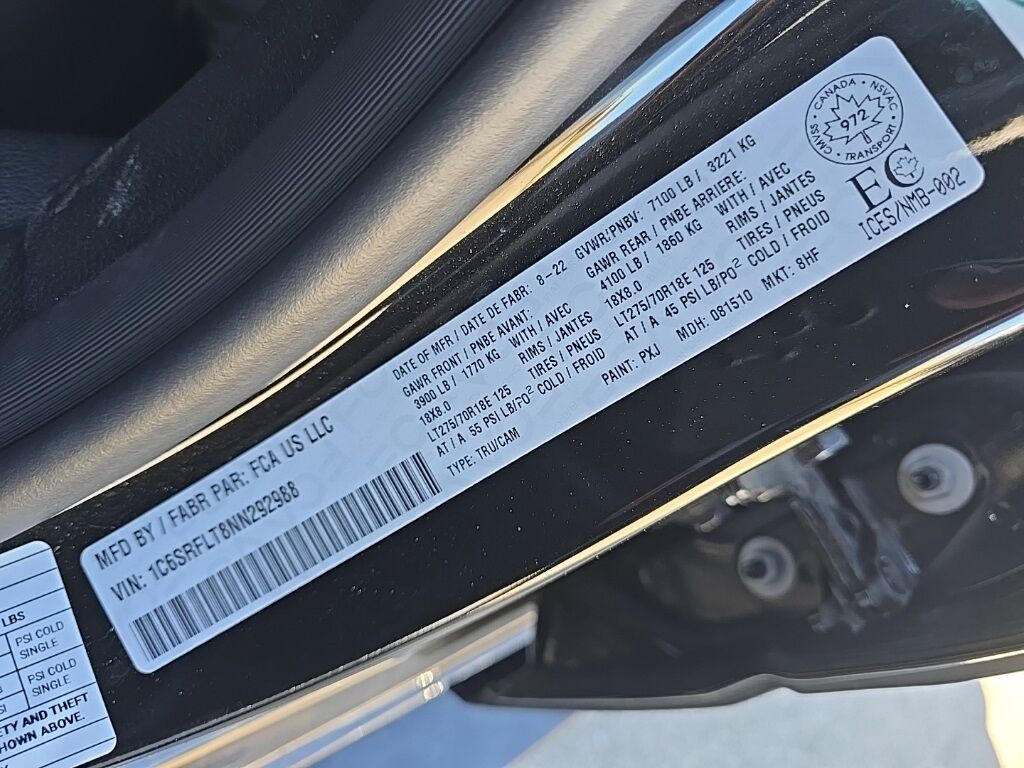 MFD BY / FABR PAR: FCA US LLC
VIN: 1C6SRFLT8NN292988
DATE OF MFR / DATE DE FABR: 8-22 GVWR/PNBV: 7100 LB / 3221 KG
GAWR FRONT / PNBE AVANT: GAWR REAR / PNBE ARRIERE:
3900 LB / 1770 KG WITH / AVEC 4100 LB / 1860 KG WITH / AVEC
18X8.0 RIMS / JANTES 18X8.0 RIMS / JANTES
LT275/70R18E 125 TIRES / PNEUS LT275/70R18E 125 TIRES / PNEUS
AT / A 55 PSI LB/PO² COLD / FROID AT / A 45 PSI LB/PO² COLD / FROID
TYPE: TRU/CAM PAINT: PXJ MDH: 081510 MKT: 8HF
CANADA · NSVAC
972
TRANSPORT · CMVSS
EC
ICES/NMB-002
LBS
PSI COLD
SINGLE
PSI COLD
SINGLE
ETY AND THEFT
HOWN ABOVE.